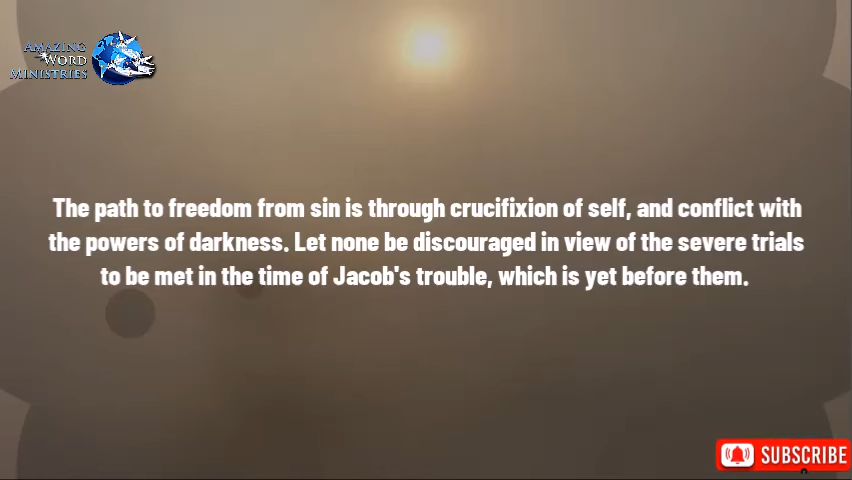 AMAZING
WORD
MINISTRIES
The path to freedom from sin is through crucifixion of self, and conflict with
the powers of darkness. Let none be discouraged in view of the severe trials
to be met in the time of Jacob's trouble, which is yet before them.
SUBSCRIBE